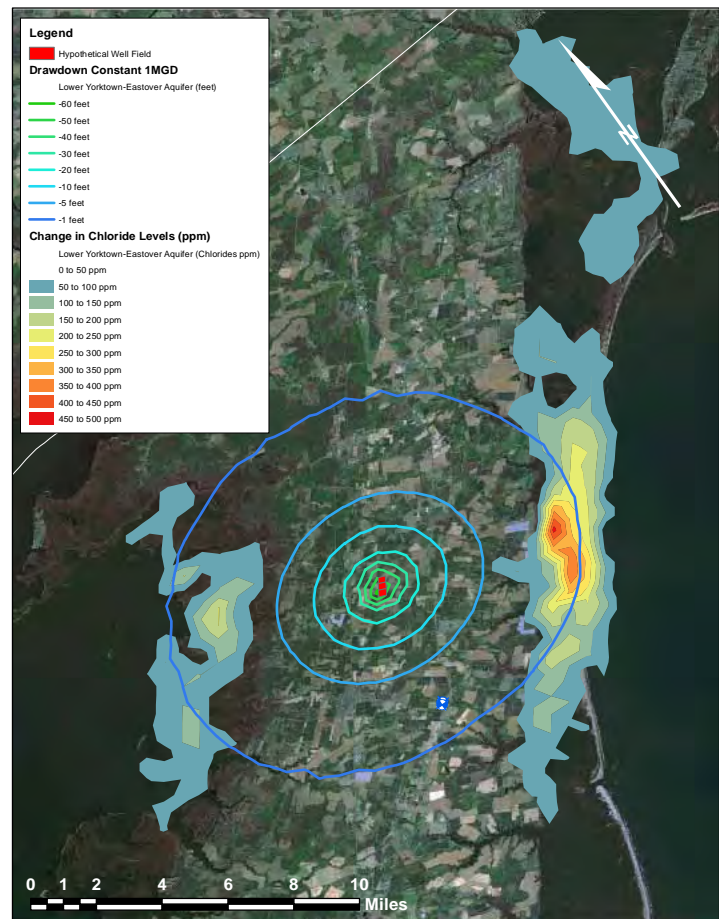 Legend
Hypothetical Well Field
Drawdown Constant 1MGD
Lower Yorktown-Eastover Aquifer (feet)
-60 feet
-50 feet
-40 feet
-30 feet
-20 feet
-10 feet
-5 feet
-1 feet
Change in Chloride Levels (ppm)
Lower Yorktown-Eastover Aquifer (Chlorides ppm)
0 to 50 ppm
50 to 100 ppm
100 to 150 ppm
150 to 200 ppm
200 to 250 ppm
250 to 300 ppm
300 to 350 ppm
350 to 400 ppm
400 to 450 ppm
450 to 500 ppm
N
0 1 2 4 6 8 10
Miles